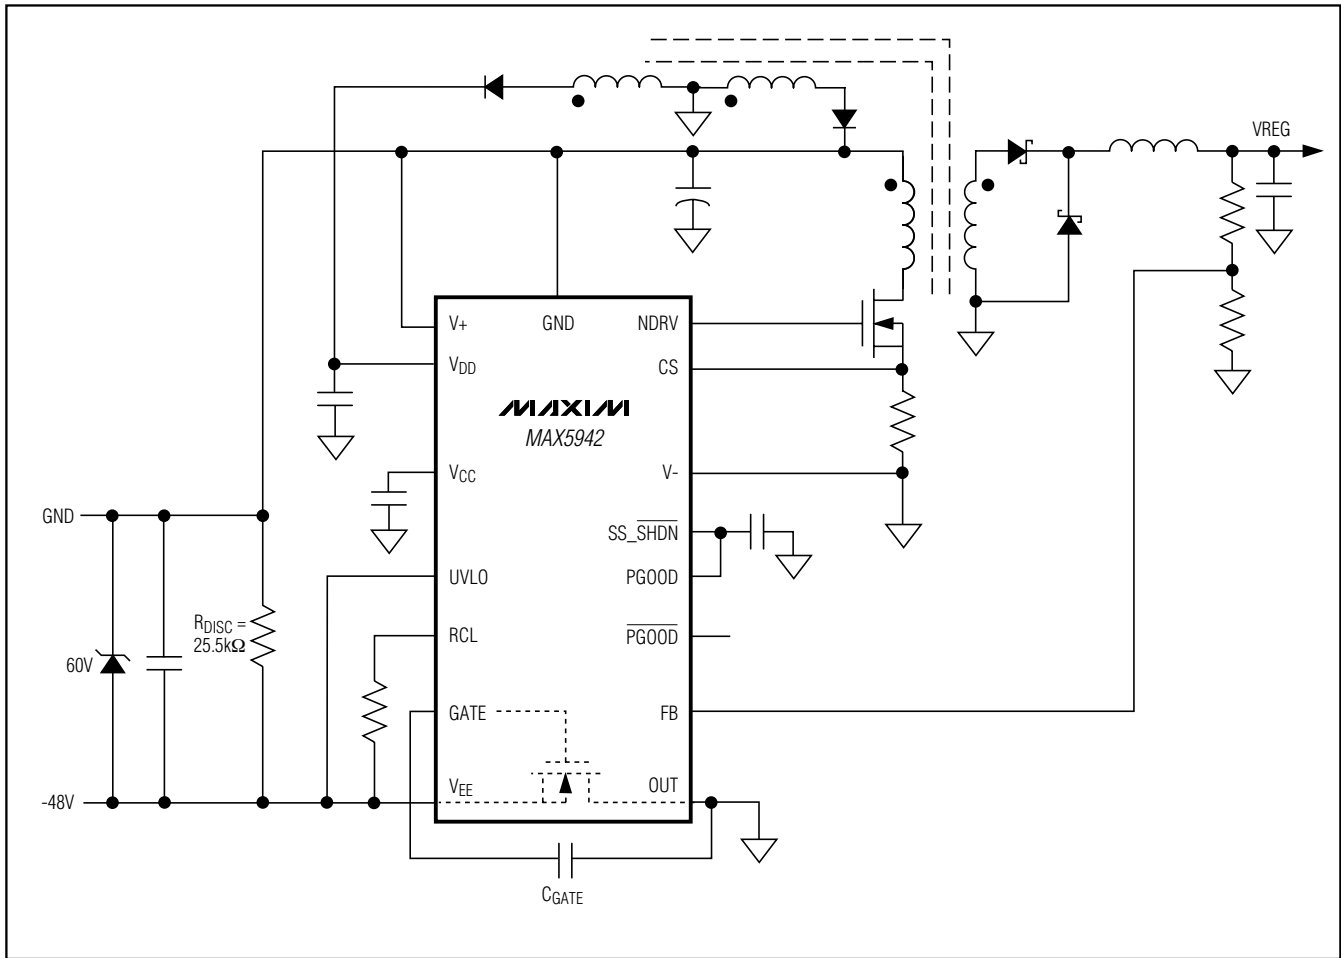 VREG
V+
GND
NDRV
VDD
CS
MAXIM
MAX5942
VCC
V-
GND
SS_SHDN
UVLO
PGOOD
RDISC =
25.5kΩ
RCL
PGOOD
60V
GATE
FB
VEE
OUT
-48V
CGATE